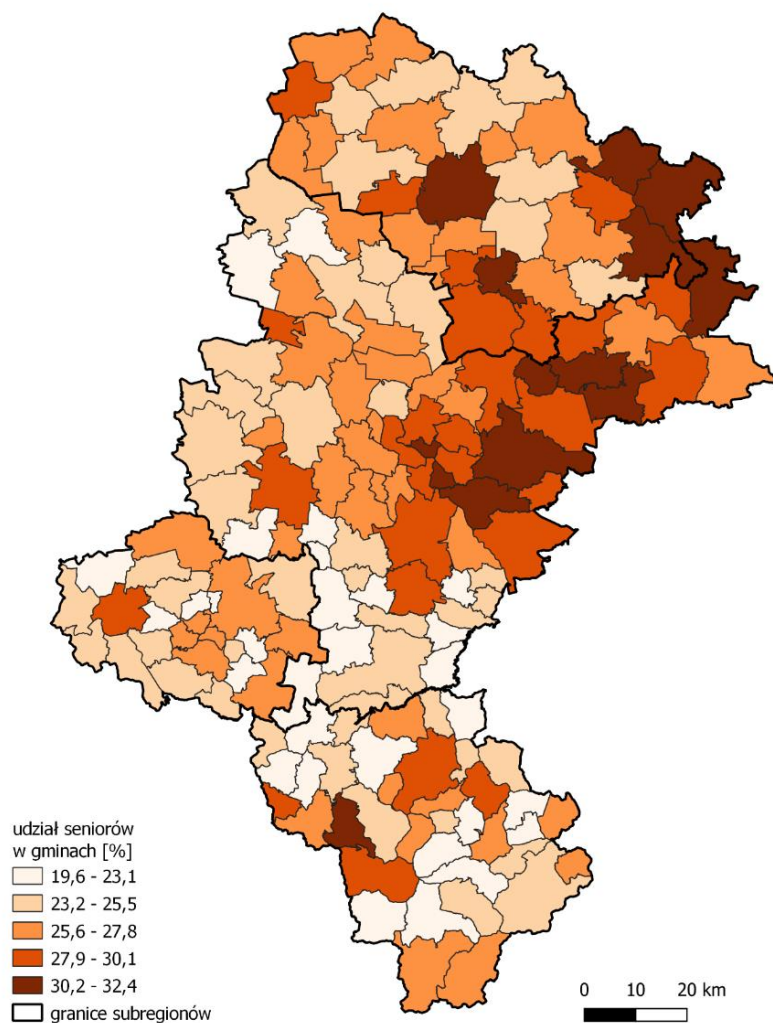 udział seniorów
w gminach [%]
19,6 - 23,1
23,2 - 25,5
25,6 - 27,8
27,9 - 30,1
30,2 - 32,4
granice subregionów
0 10 20 km